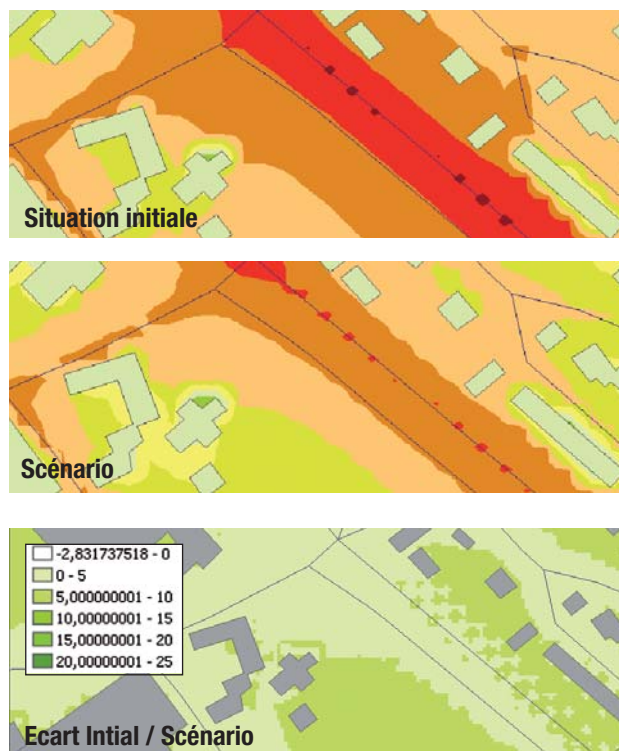 Situation initiale
Scénario
-2,831737518 - 0
0 - 5
5,000000001 - 10
10,00000001 - 15
15,00000001 - 20
20,00000001 - 25
Ecart Intial / Scénario